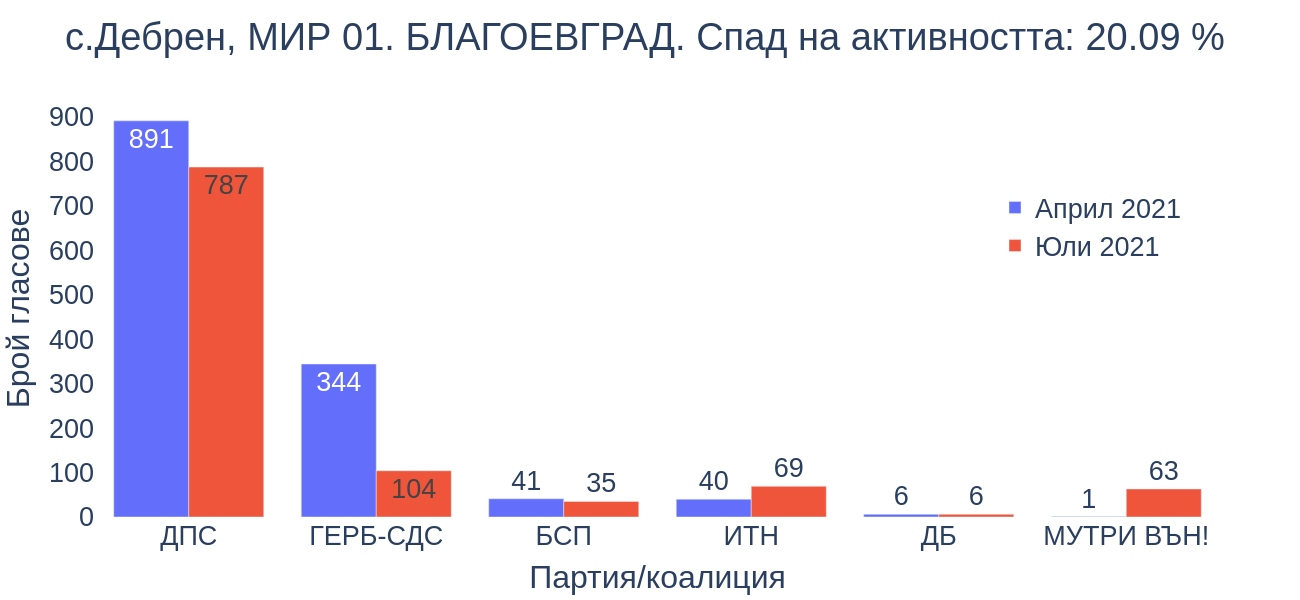 с.Дебрен, МИР 01. БЛАГОЕВГРАД. Спад на активността: 20.09 %
Брой гласове
900
800
700
600
500
400
300
200
100
0
891
787
344
104
41
35
40
69
6
6
1
63
Април 2021
Юли 2021
ДПС
ГЕРБ-СДС
БСП
ИТН
ДБ
МУТРИ ВЪН!
Партия/коалиция